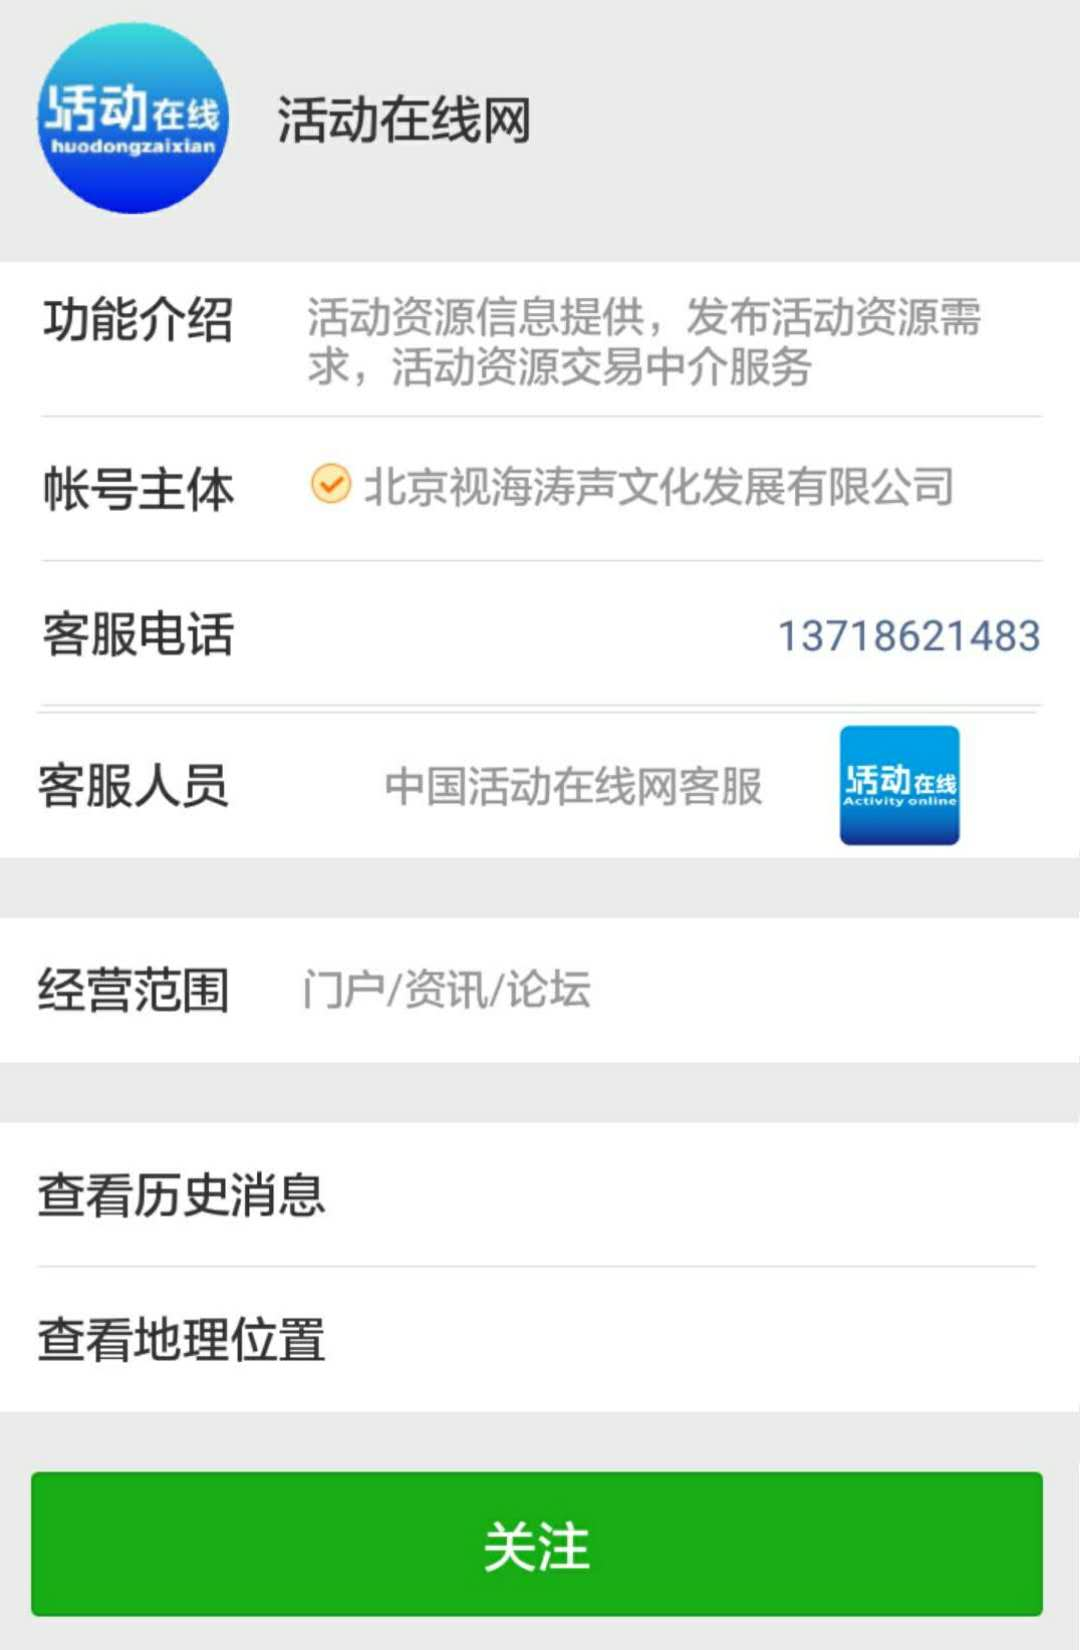 活动在线
huodongzaixian
活动在线网
功能介绍
活动资源信息提供，发布活动资源需
求，活动资源交易中介服务
帐号主体
北京视海涛声文化发展有限公司
客服电话
13718621483
客服人员
中国活动在线网客服
活动在线
Activity online
经营范围
门户/资讯/论坛
查看历史消息
查看地理位置
关注